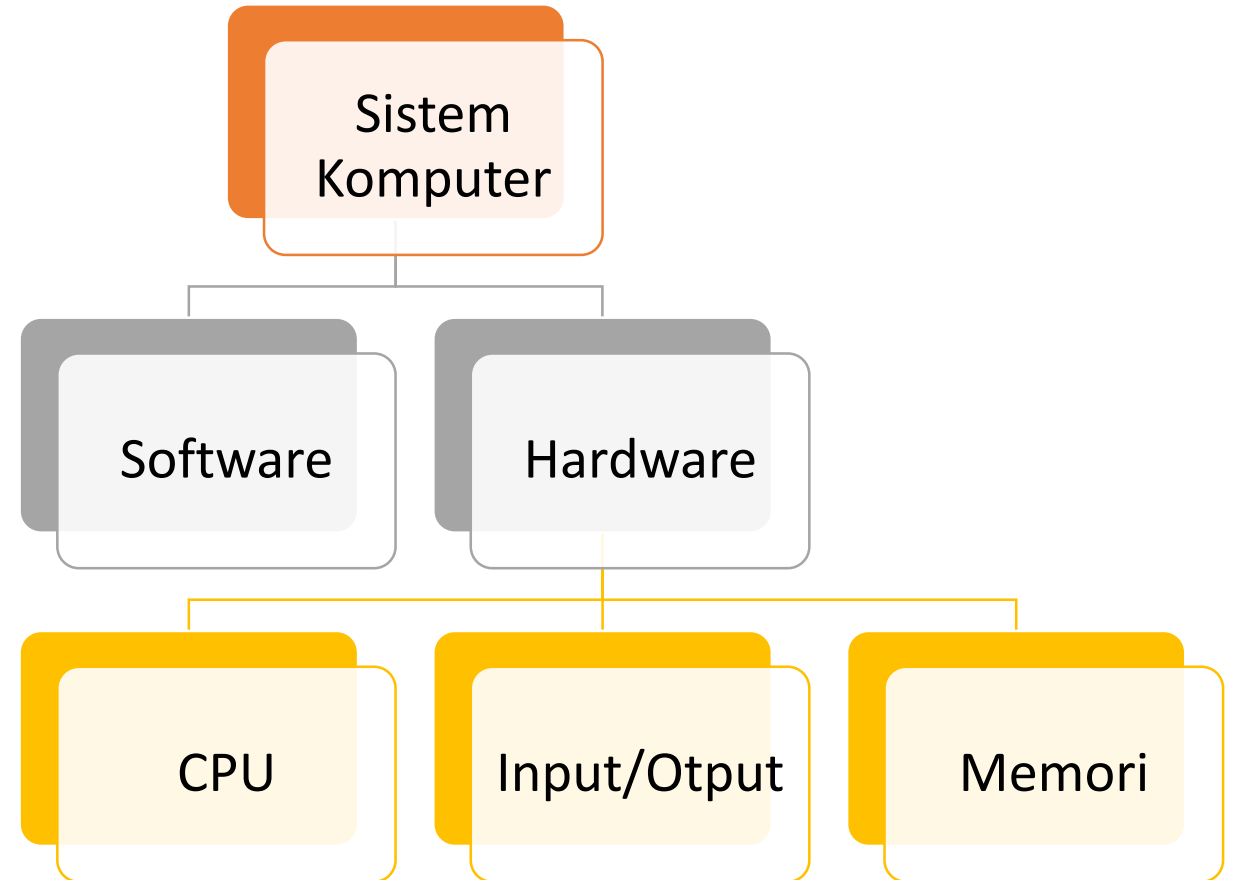 Sistem
Komputer
Software
Hardware
CPU
Input/Otput
Memori